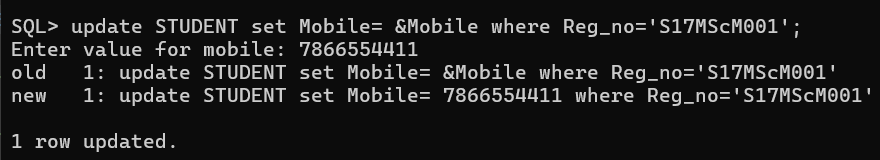 SQL> update STUDENT set Mobile= &Mobile where Reg_no='S17MScM001';
Enter value for mobile: 7866554411
old   1: update STUDENT set Mobile= &Mobile where Reg_no='S17MScM001'
new   1: update STUDENT set Mobile= 7866554411 where Reg_no='S17MScM001'
1 row updated.